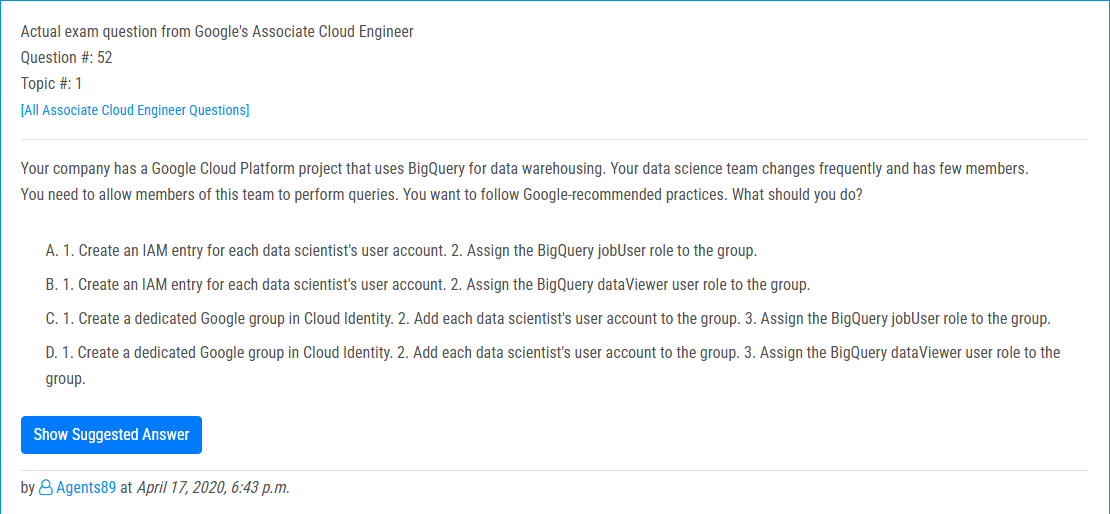 Actual exam question from Google's Associate Cloud Engineer
Question #: 52
Topic #: 1
[All Associate Cloud Engineer Questions]
Your company has a Google Cloud Platform project that uses BigQuery for data warehousing. Your data science team changes frequently and has few members.
You need to allow members of this team to perform queries. You want to follow Google-recommended practices. What should you do?
A. 1. Create an IAM entry for each data scientist's user account. 2. Assign the BigQuery jobUser role to the group.
B. 1. Create an IAM entry for each data scientist's user account. 2. Assign the BigQuery dataViewer user role to the group.
C. 1. Create a dedicated Google group in Cloud Identity. 2. Add each data scientist's user account to the group. 3. Assign the BigQuery jobUser role to the group.
D. 1. Create a dedicated Google group in Cloud Identity. 2. Add each data scientist's user account to the group. 3. Assign the BigQuery dataViewer user role to the
group.
Show Suggested Answer
by Agents89 at April 17, 2020, 6:43 p.m.